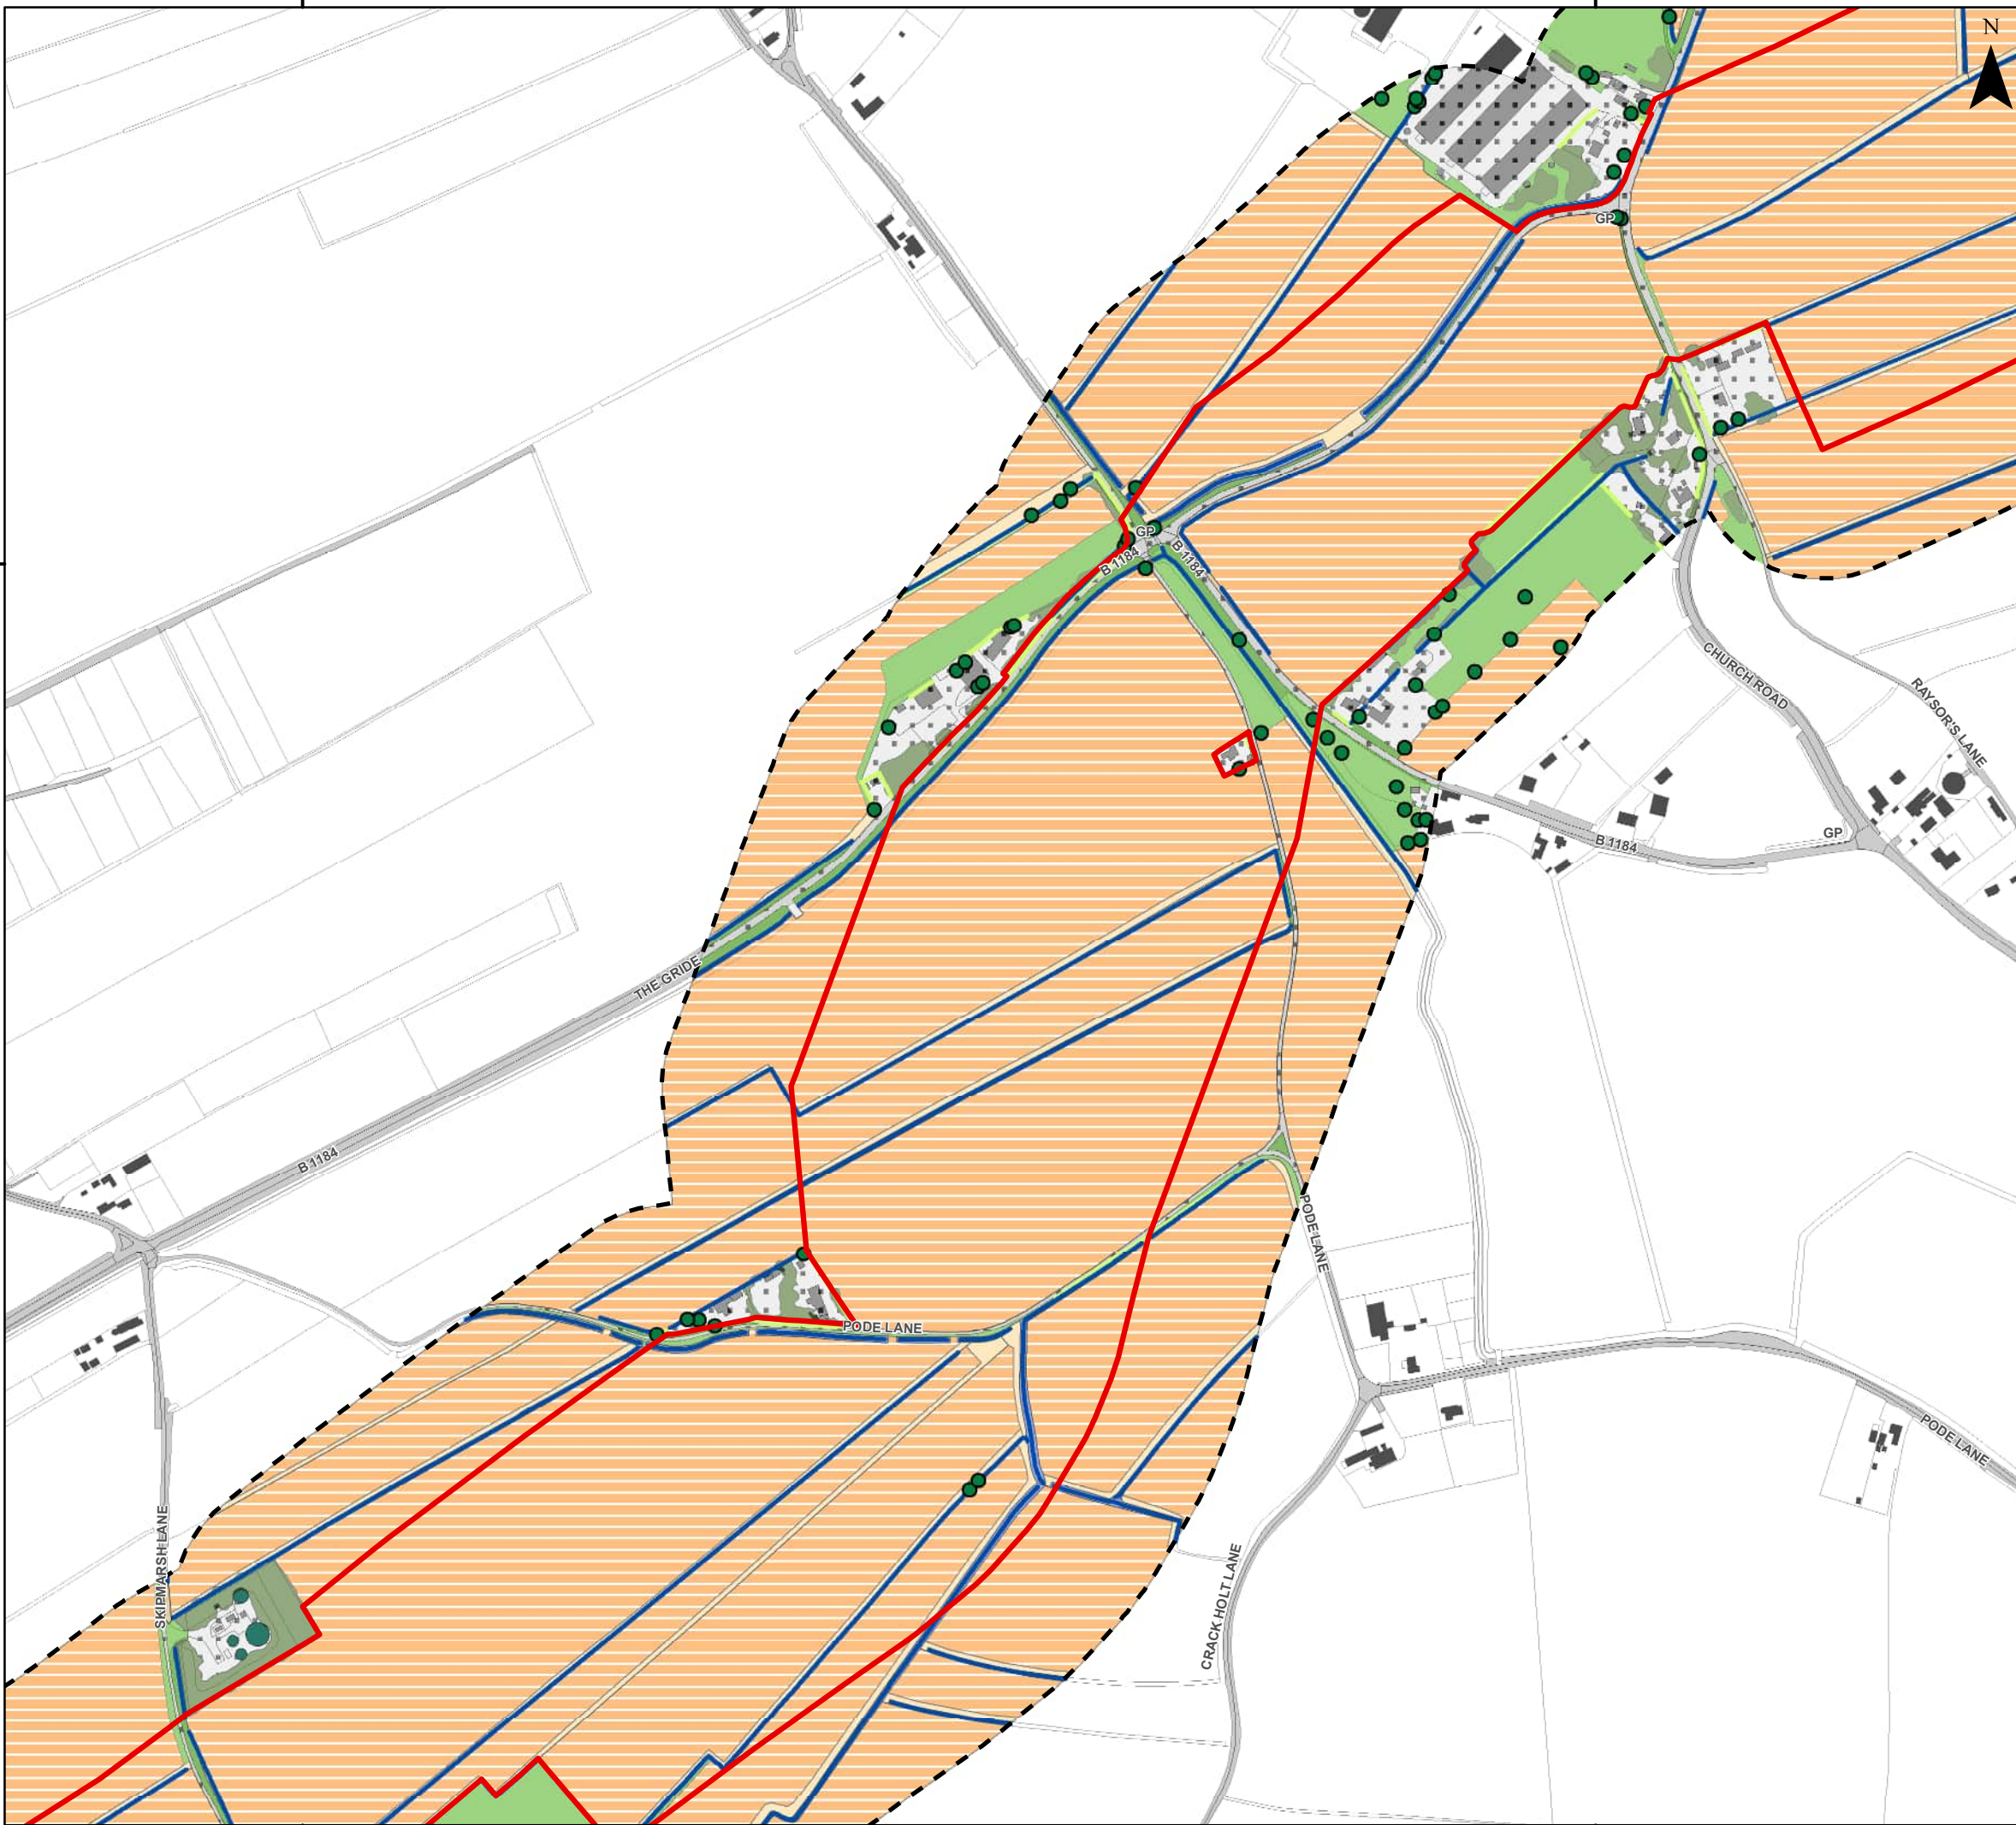 N
GP
GP
B 1184
B 1184
CHURCH ROAD
RAYSOR'S LANE
GP
B 1184
THE GRIDE
B 1184
PODE LANE
PODE LANE
PODE LANE
SKIPMARSH LANE
CRACK HOLT LANE